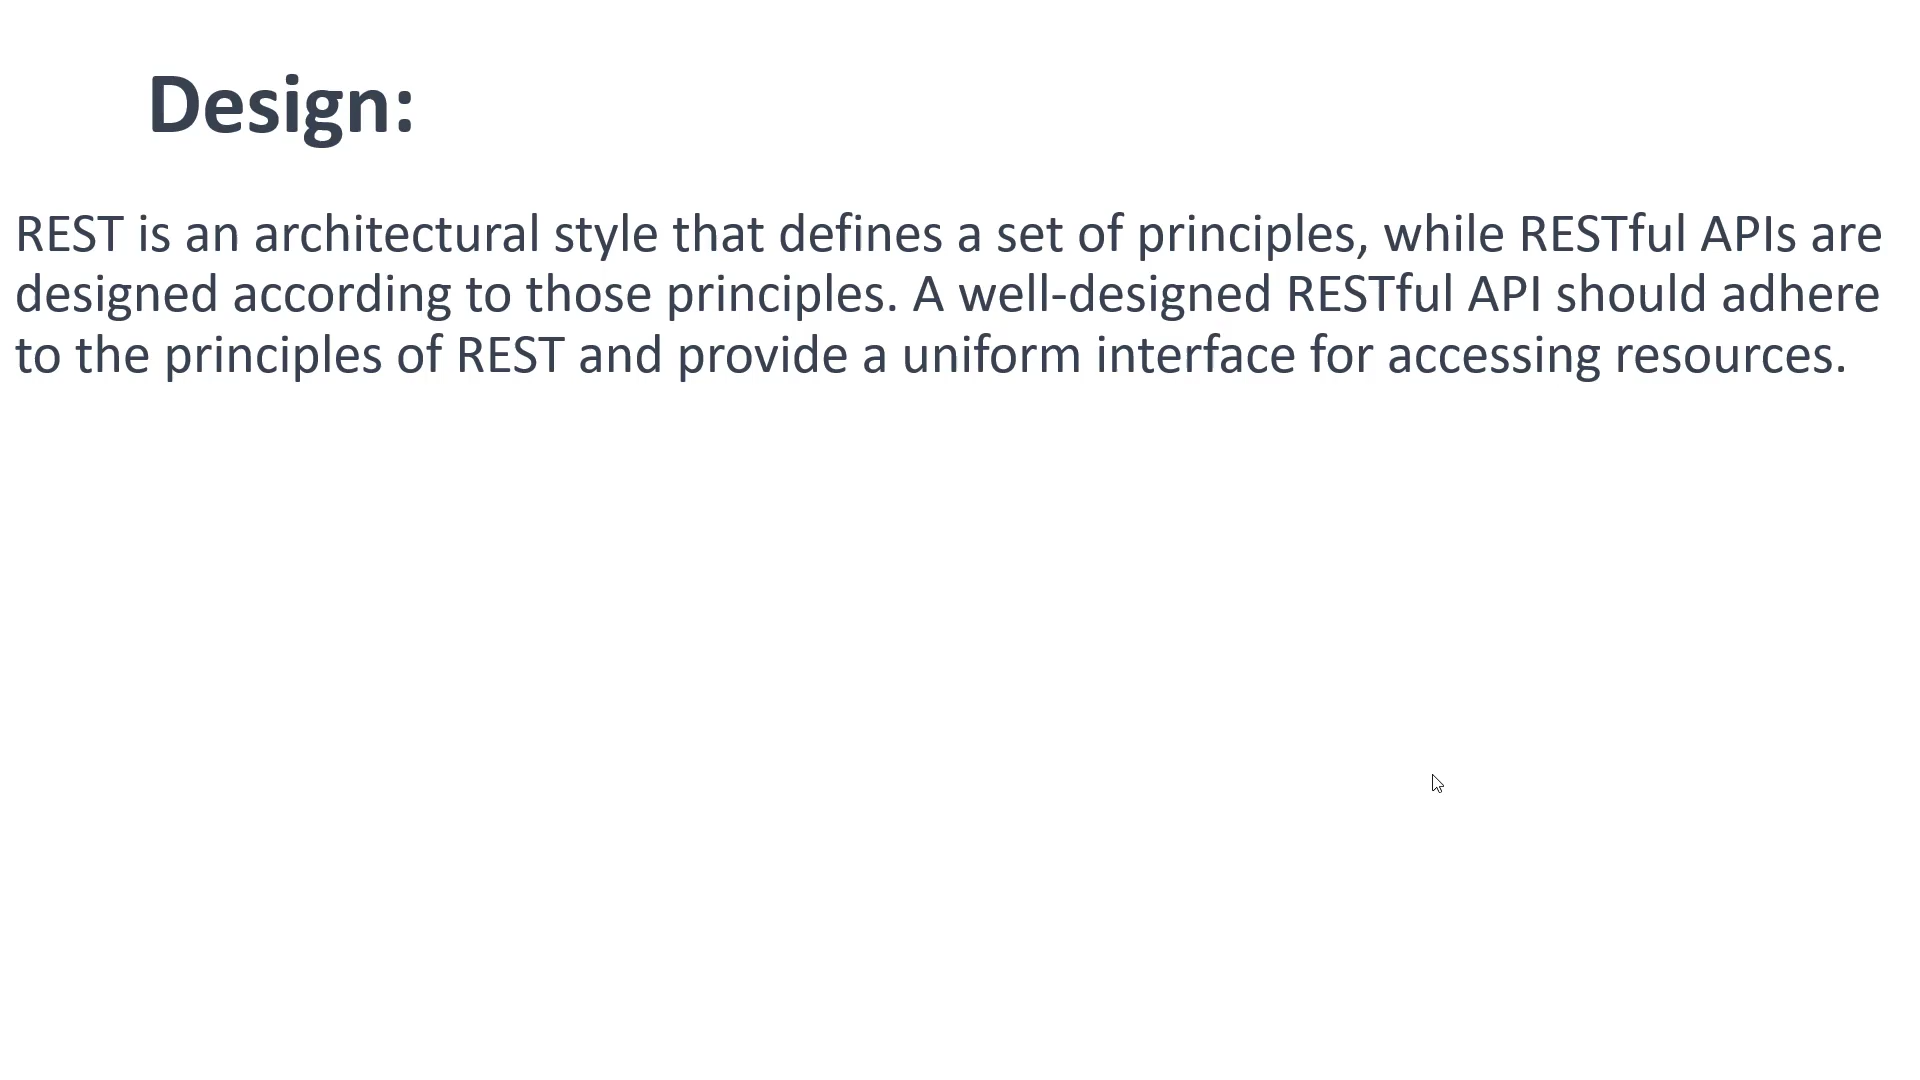 Design:
REST is an architectural style that defines a set of principles, while RESTful APIs are
designed according to those principles. A well-designed RESTful API should adhere
to the principles of REST and provide a uniform interface for accessing resources.